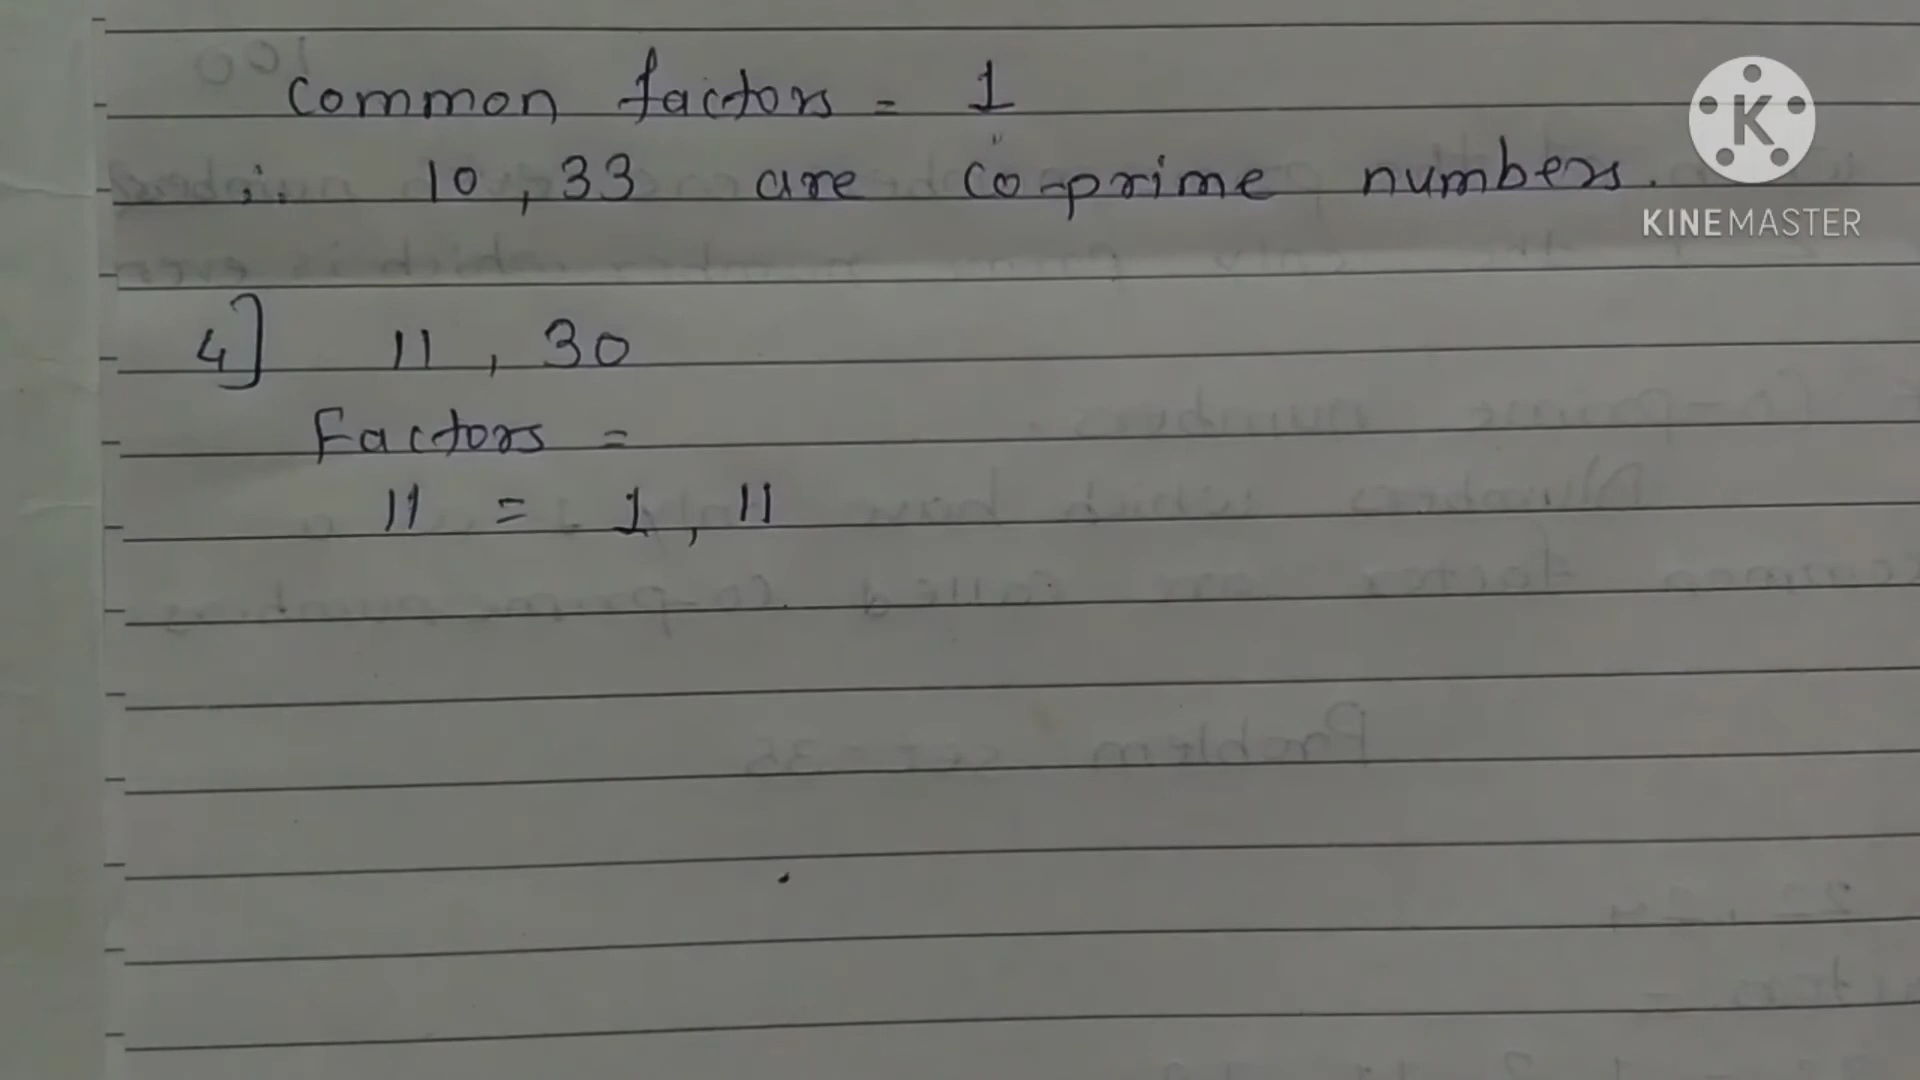 common factors = 1
∴ 10, 33 are co-prime numbers.
4] 11, 30
Factors =
11 = 1, 11
K
KINEMASTER